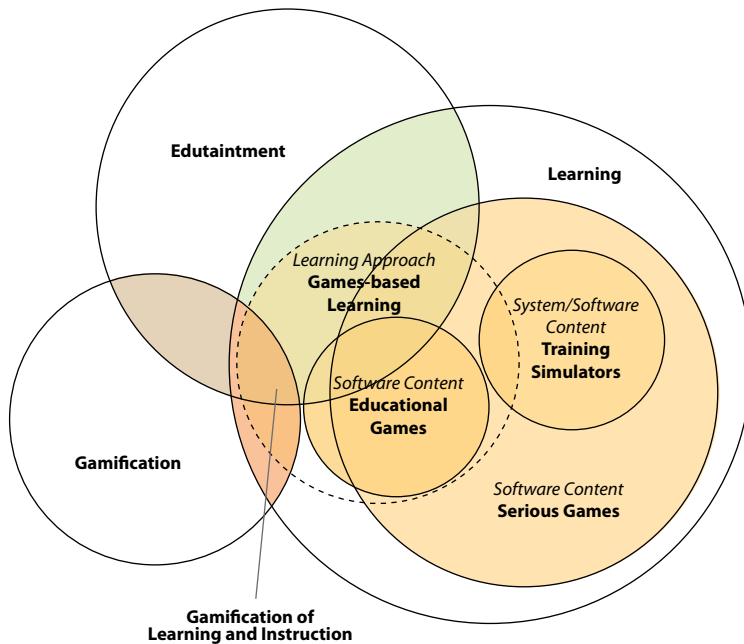 Edutaintment
Learning
Learning Approach
Games-based
Learning
System/Software
Content
Training
Simulators
Software Content
Educational
Games
Gamification
Software Content
Serious Games
Gamification of
Learning and Instruction